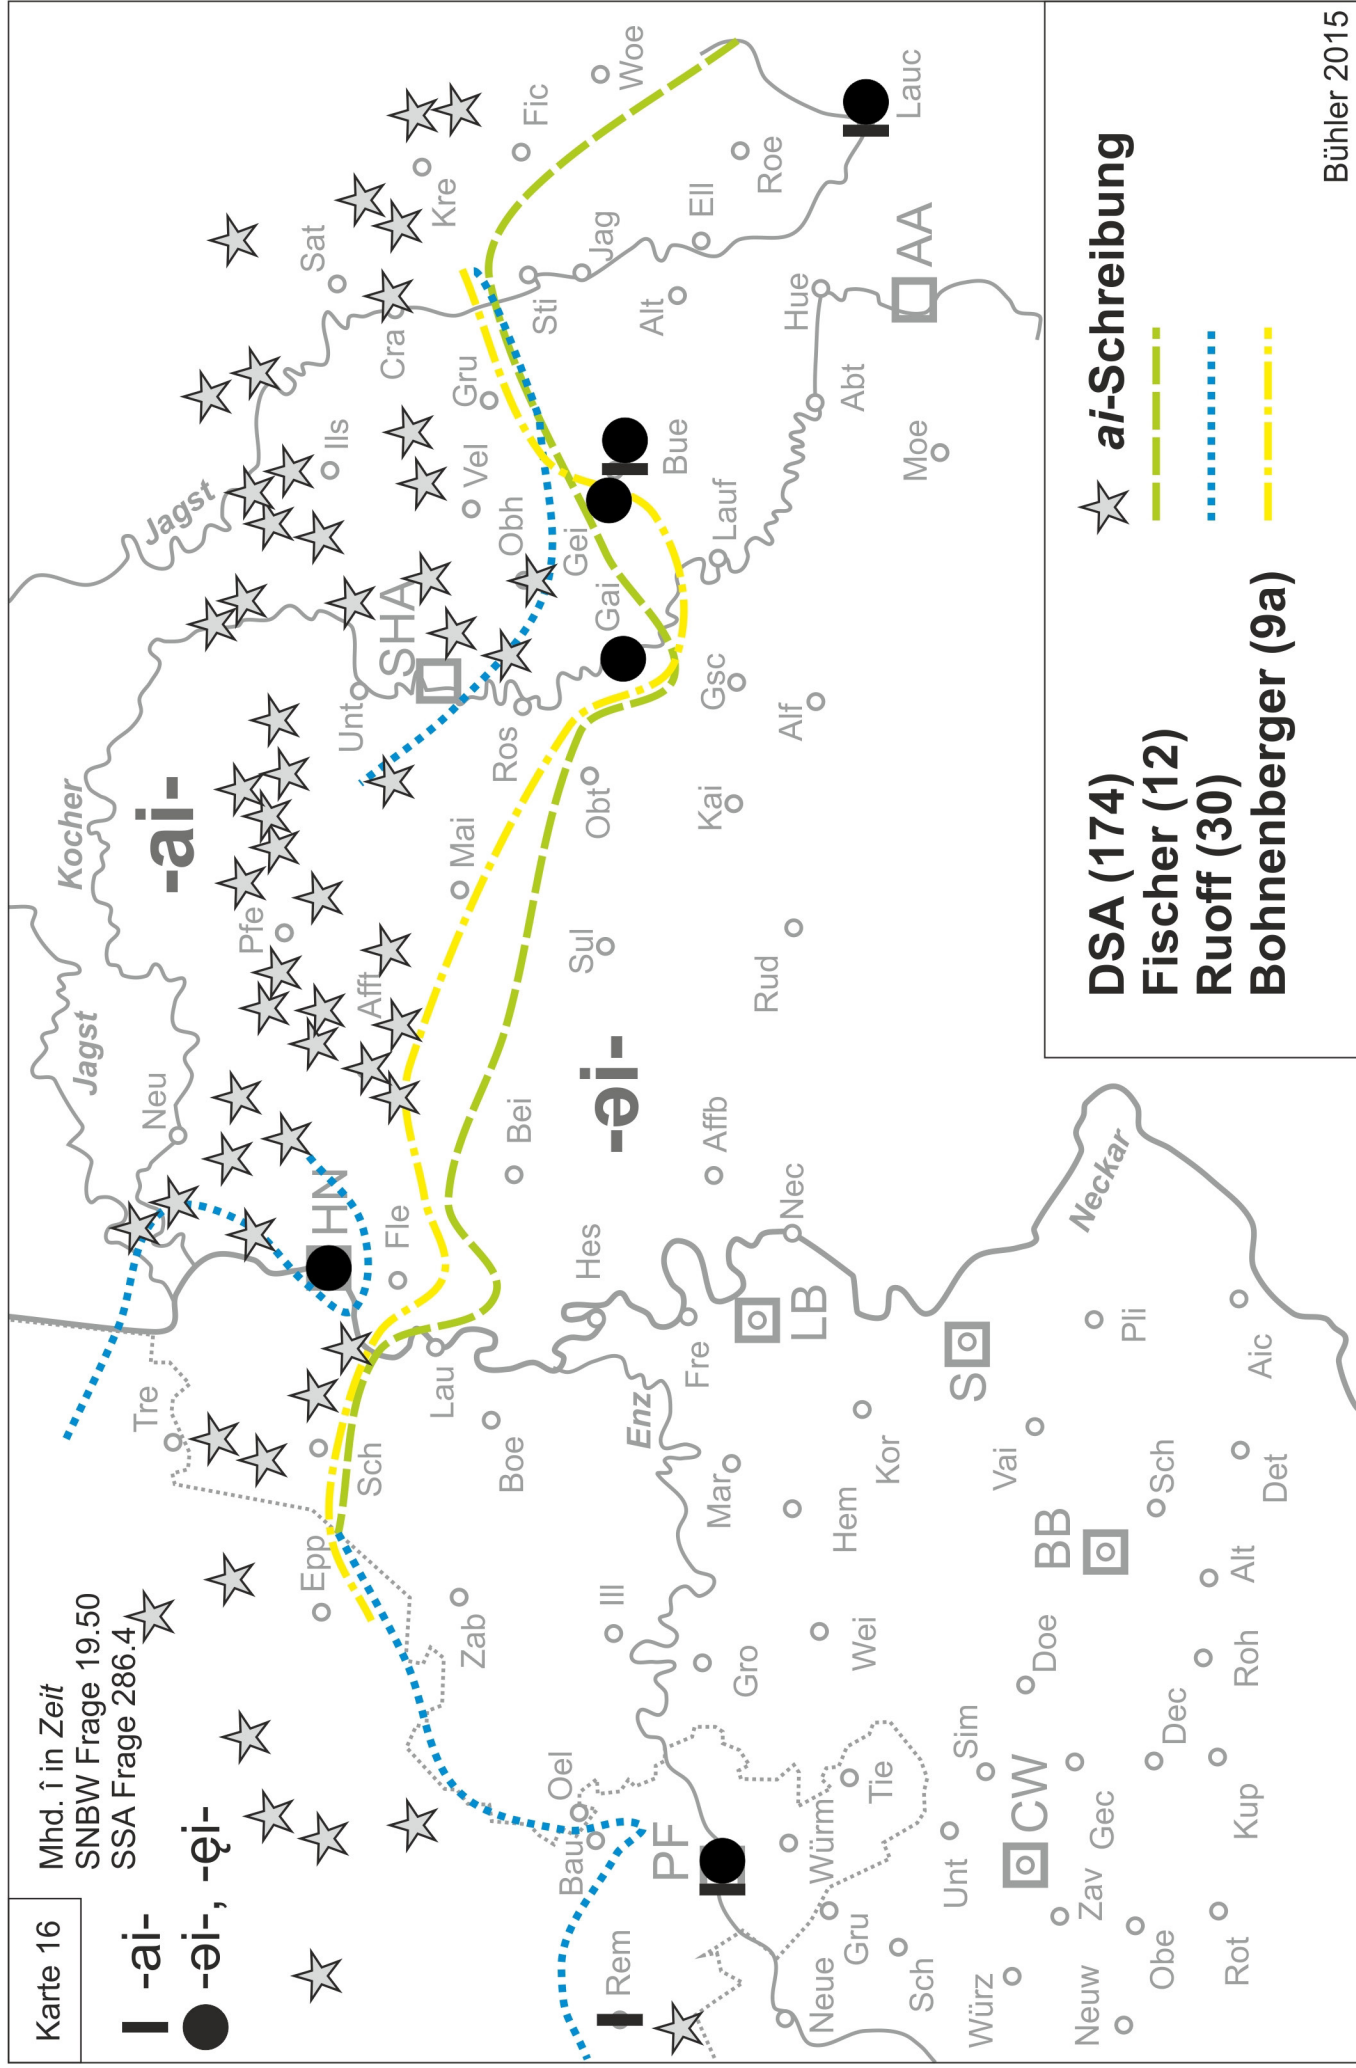 Karte 16
Mhd. î in Zeit
SNBW Frage 19.50
SSA Frage 286.4
-ai-
-əi-, -ęi-
Jagst
Kocher
Jagst
-ai-
Neu
Tre
HN
Pfe
Unt
SHA
Ils
Sat
Cra
Kre
Fic
Woe
Epp
Sch
Fle
Afft
Mai
Ros
Obh
Vel
Gru
Sti
Jag
Lau
Boe
Zab
Bei
-əi-
Sul
Obt
Gai
Gei
Bue
Alt
Ell
Roe
Lauc
Hes
Enz
Ill
Oel
Bau
Rem
PF
Fre
LB
Nec
Affb
Rud
Kai
Gsc
Alf
Lauf
Hue
Abt
AA
Moe
Mar
Gro
Hem
Kor
Wei
Tie
Würm
Gru
Neue
Sch
Unt
Sim
S
Neckar
Vai
Doe
CW
Würz
BB
Pli
Sch
Zav
Gec
Neuw
Obe
Dec
Alt
Roh
Det
Aic
Kup
Rot
DSA (174) ai-Schreibung
Fischer (12)
Ruoff (30)
Bohnenberger (9a)
Bühler 2015